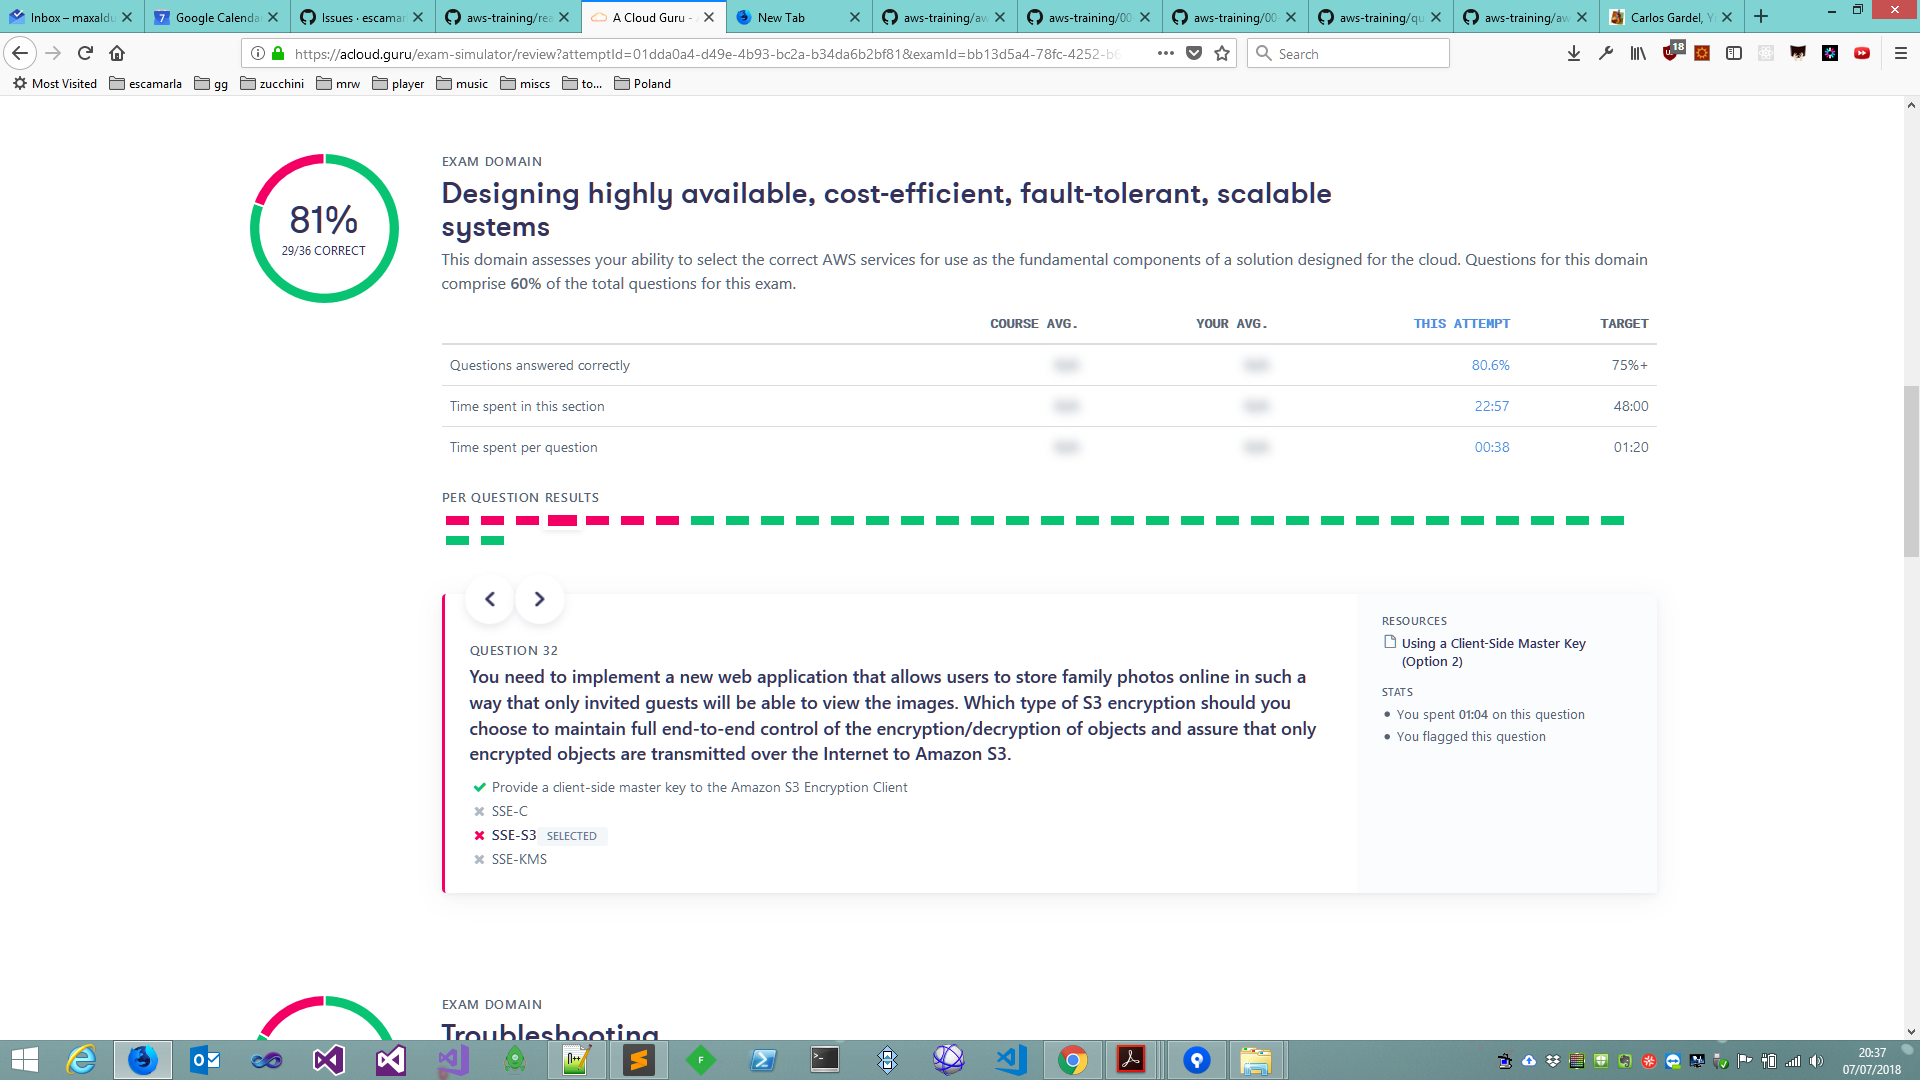 Inbox – maxaldu
7
Google Calenda
Issues · escamar
aws-training/rea
A Cloud Guru - A
New Tab
aws-training/aw
aws-training/00
aws-training/00
aws-training/qu
aws-training/aw
Carlos Gardel, Y
https://acloud.guru/exam-simulator/review?attemptId=01dda0a4-d49e-4b93-bc2a-b34da6b2bf81&examId=bb13d5a4-78fc-4252-b6
Search
18
Most Visited
escamarla
gg
zucchini
mrw
player
music
miscs
to...
Poland
81%
29/36 CORRECT
EXAM DOMAIN
Designing highly available, cost-efficient, fault-tolerant, scalable
systems
This domain assesses your ability to select the correct AWS services for use as the fundamental components of a solution designed for the cloud. Questions for this domain
comprise 60% of the total questions for this exam.
COURSE AVG. YOUR AVG. THIS ATTEMPT TARGET
Questions answered correctly 80.6% 75%+
Time spent in this section 22:57 48:00
Time spent per question 00:38 01:20
PER QUESTION RESULTS
QUESTION 32
You need to implement a new web application that allows users to store family photos online in such a
way that only invited guests will be able to view the images. Which type of S3 encryption should you
choose to maintain full end-to-end control of the encryption/decryption of objects and assure that only
encrypted objects are transmitted over the Internet to Amazon S3.
Provide a client-side master key to the Amazon S3 Encryption Client
SSE-C
SSE-S3 SELECTED
SSE-KMS
RESOURCES
Using a Client-Side Master Key
(Option 2)
STATS
• You spent 01:04 on this question
• You flagged this question
EXAM DOMAIN
Troubleshooting
20:37
07/07/2018